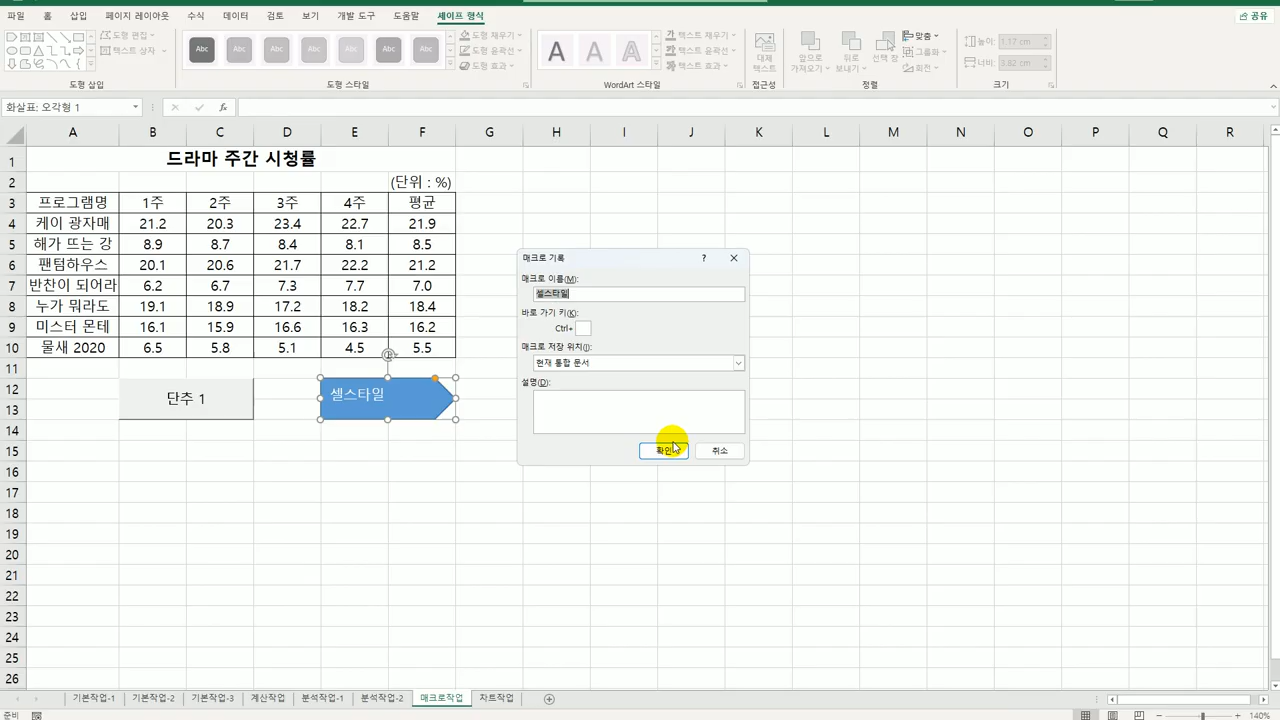 파일 홈 삽입 페이지 레이아웃 수식 데이터 검토 보기 개발 도구 도움말 셰이프 형식 공유
도형 편집 텍스트 상자
Abc Abc Abc Abc Abc Abc Abc
도형 채우기 도형 윤곽선 도형 효과
A A A
텍스트 채우기 텍스트 윤곽선 텍스트 효과
대체 텍스트
앞으로 가져오기 뒤로 보내기 선택 창
맞춤 그룹화 회전
높이: 1.17 cm
너비: 3.82 cm
도형 삽입 도형 스타일 WordArt 스타일 접근성 정렬 크기
화살표: 오각형 1 fx
A B C D E F G H I J K L M N O P Q R
1 드라마 주간 시청률
2 (단위 : %)
3 프로그램명 1주 2주 3주 4주 평균
4 케이 광자매 21.2 20.3 23.4 22.7 21.9
5 해가 뜨는 강 8.9 8.7 8.4 8.1 8.5
6 팬텀하우스 20.1 20.6 21.7 22.2 21.2
7 반찬이 되어라 6.2 6.7 7.3 7.7 7.0
8 누가 뭐라도 19.1 18.9 17.2 18.2 18.4
9 미스터 몬테 16.1 15.9 16.6 16.3 16.2
10 물새 2020 6.5 5.8 5.1 4.5 5.5
11
12 단추 1 셀스타일
13
14
15
16
17
18
19
20
21
22
23
24
25
26
매크로 기록 ?
매크로 이름(M):
셀스타일
바로 가기 키(K):
Ctrl+
매크로 저장 위치(I):
현재 통합 문서
설명(D):
확인 취소
기본작업-1 기본작업-2 기본작업-3 계산작업 분석작업-1 분석작업-2 매크로작업 차트작업
준비 140%